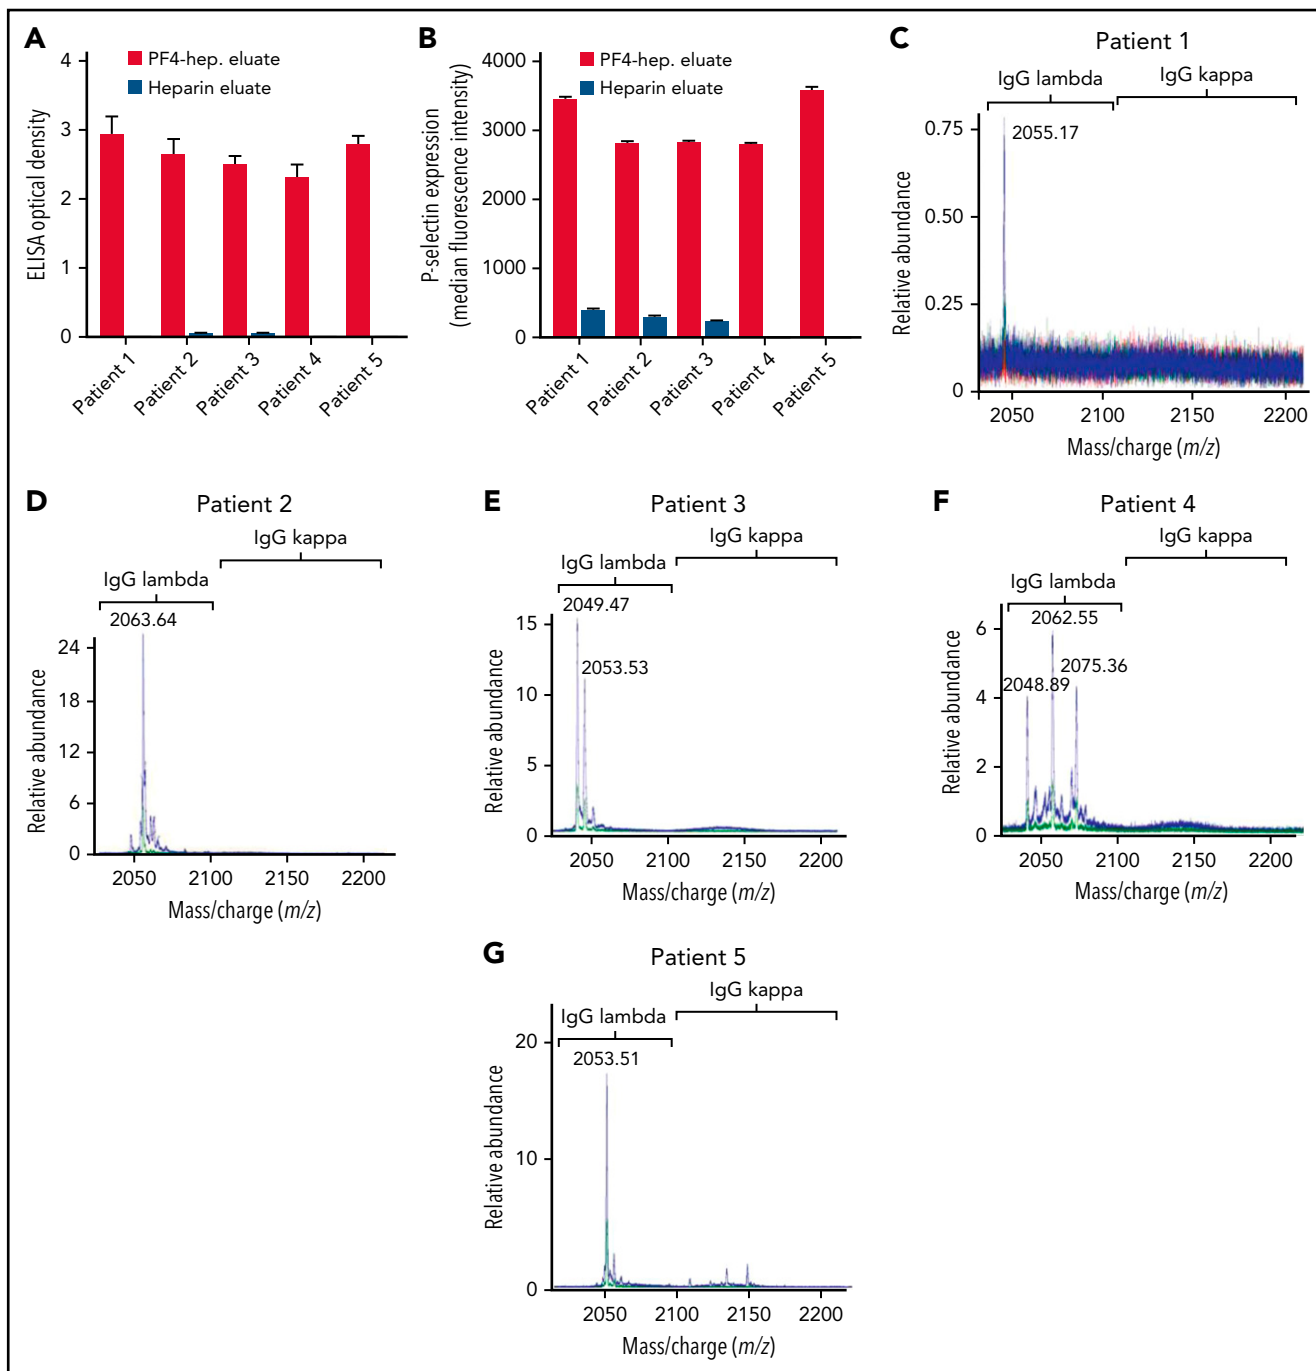 A
PF4-hep. eluate
Heparin eluate
ELISA optical density
4
3
2
1
0
Patient 1
Patient 2
Patient 3
Patient 4
Patient 5
B
PF4-hep. eluate
Heparin eluate
P-selectin expression
(median fluorescence intensity)
4000
3000
2000
1000
0
Patient 1
Patient 2
Patient 3
Patient 4
Patient 5
C
Patient 1
IgG lambda
IgG kappa
2055.17
Relative abundance
0.75
0.50
0.25
0
2050 2100 2150 2200
Mass/charge (m/z)
D
Patient 2
IgG kappa
IgG lambda
2063.64
Relative abundance
24
18
12
6
0
2050 2100 2150 2200
Mass/charge (m/z)
E
Patient 3
IgG kappa
IgG lambda
2049.47
2053.53
Relative abundance
15
10
5
0
2050 2100 2150 2200
Mass/charge (m/z)
F
Patient 4
IgG kappa
IgG lambda
2062.55
2075.36
2048.89
Relative abundance
6
4
2
0
2050 2100 2150 2200
Mass/charge (m/z)
G
Patient 5
IgG kappa
IgG lambda
2053.51
Relative abundance
20
10
0
2050 2100 2150 2200
Mass/charge (m/z)